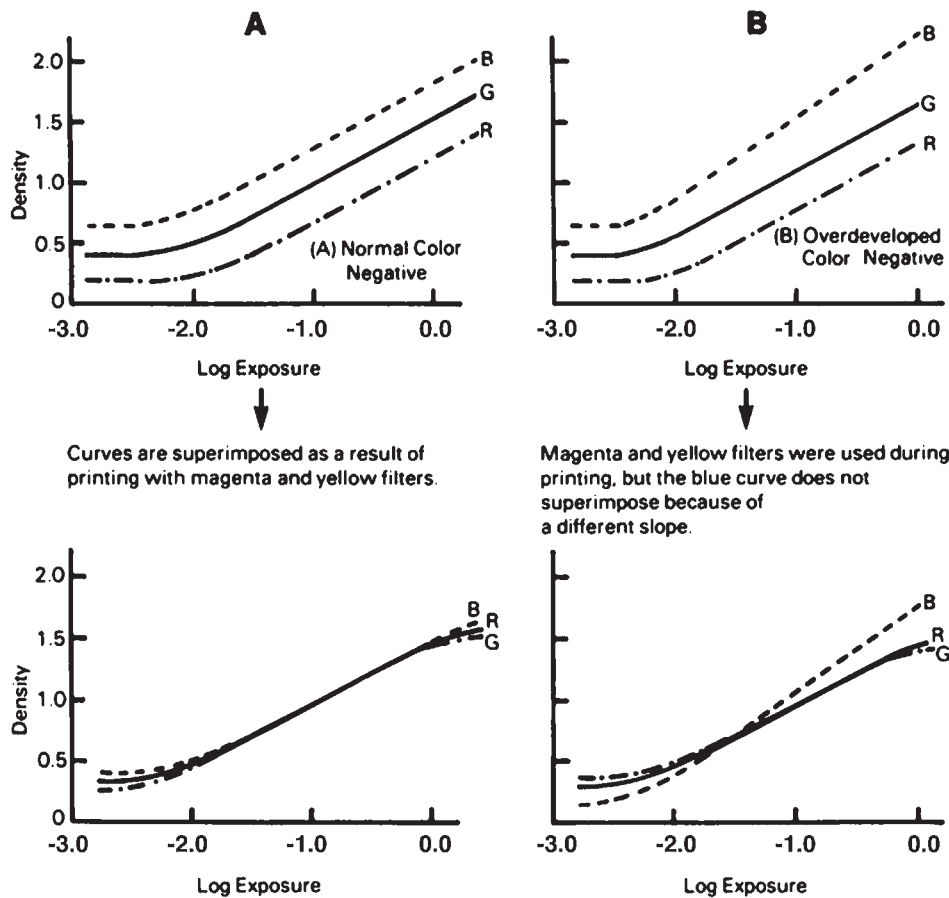 A
B
2.0
1.5
1.0
0.5
0
Density
B
G
R
(A) Normal Color
Negative
-3.0
-2.0
-1.0
0.0
Log Exposure
B
G
R
(B) Overdeveloped
Color Negative
-3.0
-2.0
-1.0
0.0
Log Exposure
Curves are superimposed as a result of
printing with magenta and yellow filters.
Magenta and yellow filters were used during
printing, but the blue curve does not
superimpose because of
a different slope.
2.0
1.5
1.0
0.5
0
Density
B
R
G
-3.0
-2.0
-1.0
0.0
Log Exposure
B
R
G
-3.0
-2.0
-1.0
0.0
Log Exposure